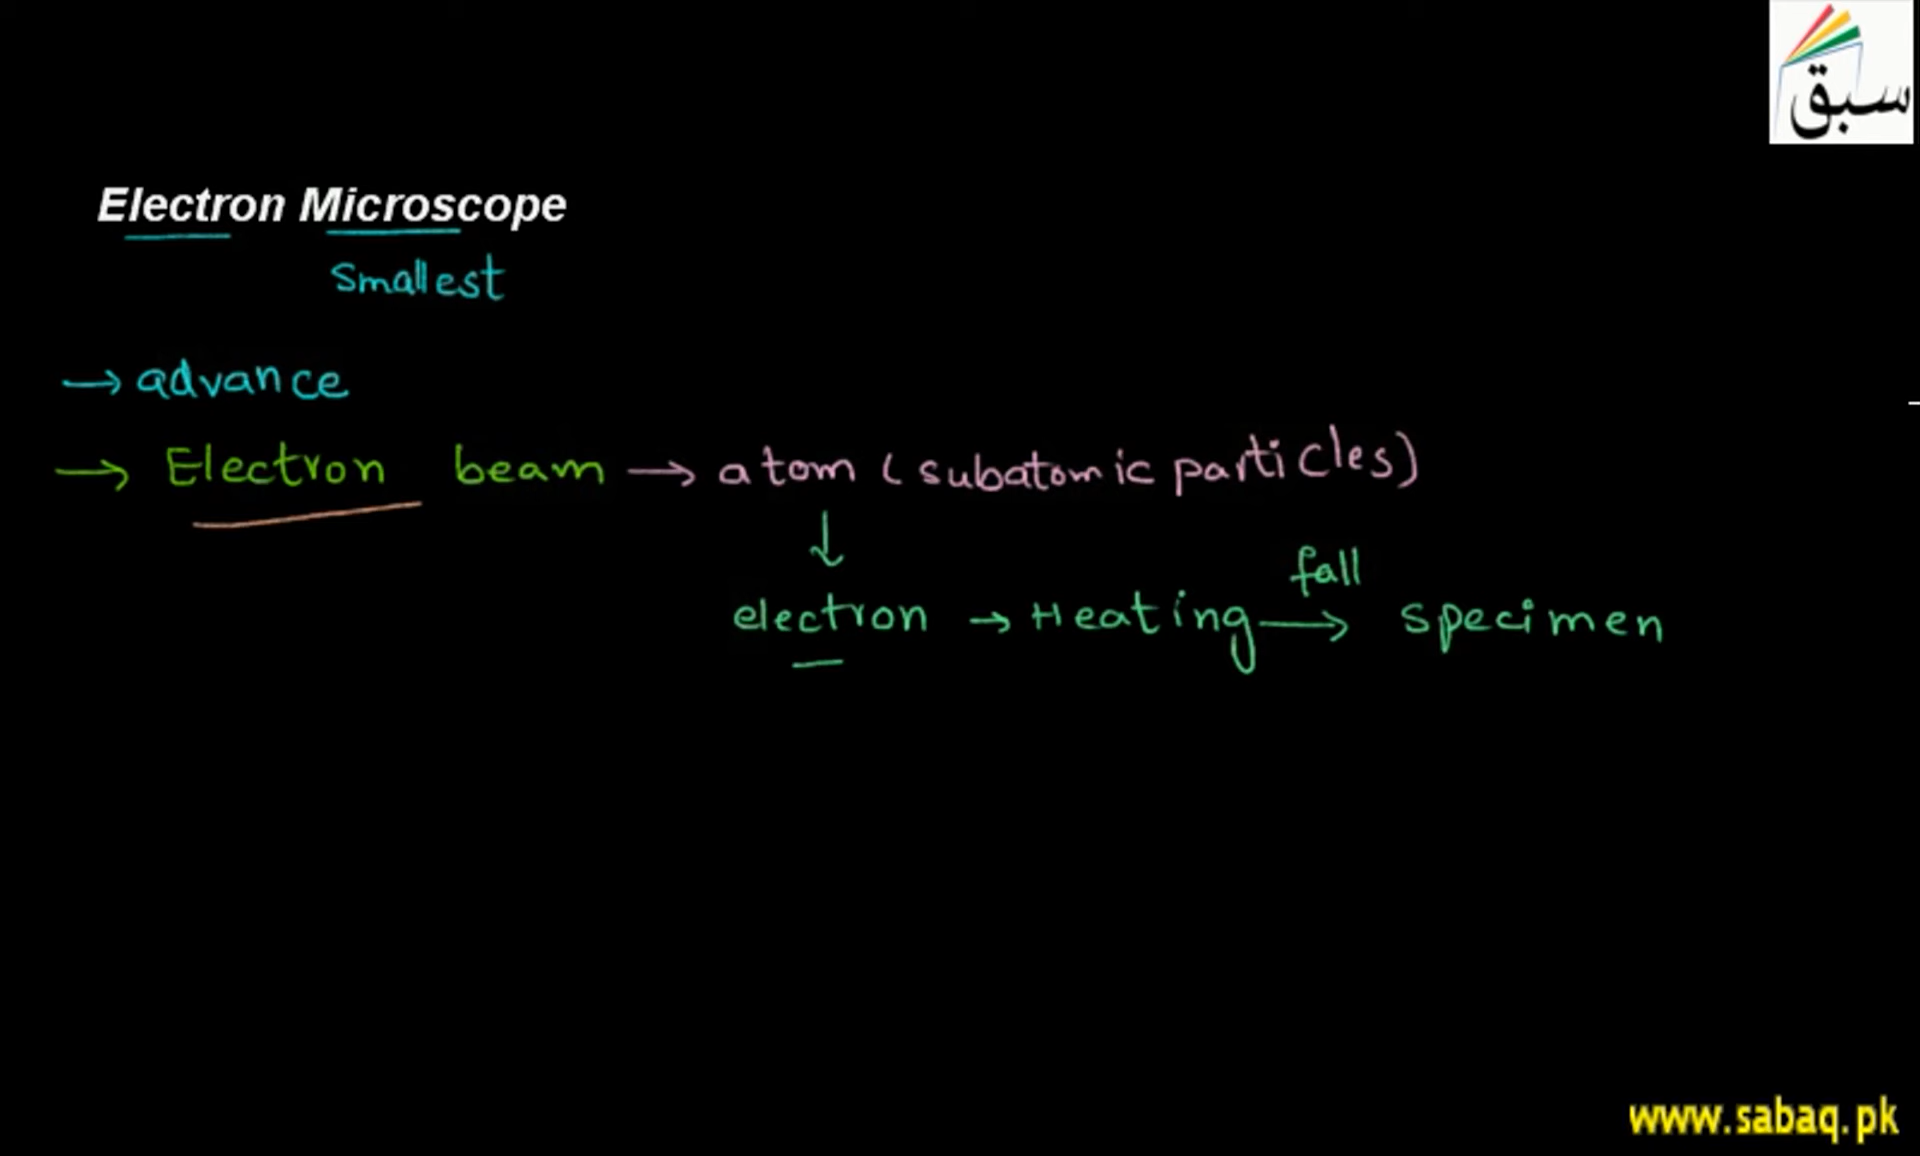 سبق
Electron Microscope
Smallest
→ advance
→ Electron beam → atom (subatomic particles)
↓
fall
electron → Heating → specimen
www.sabaq.pk